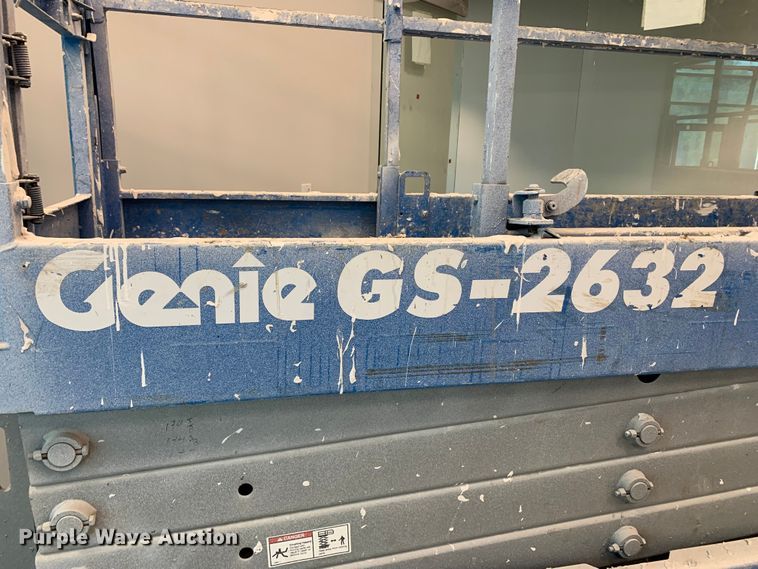 Genie GS-2632
DANGER
Purple Wave Auction